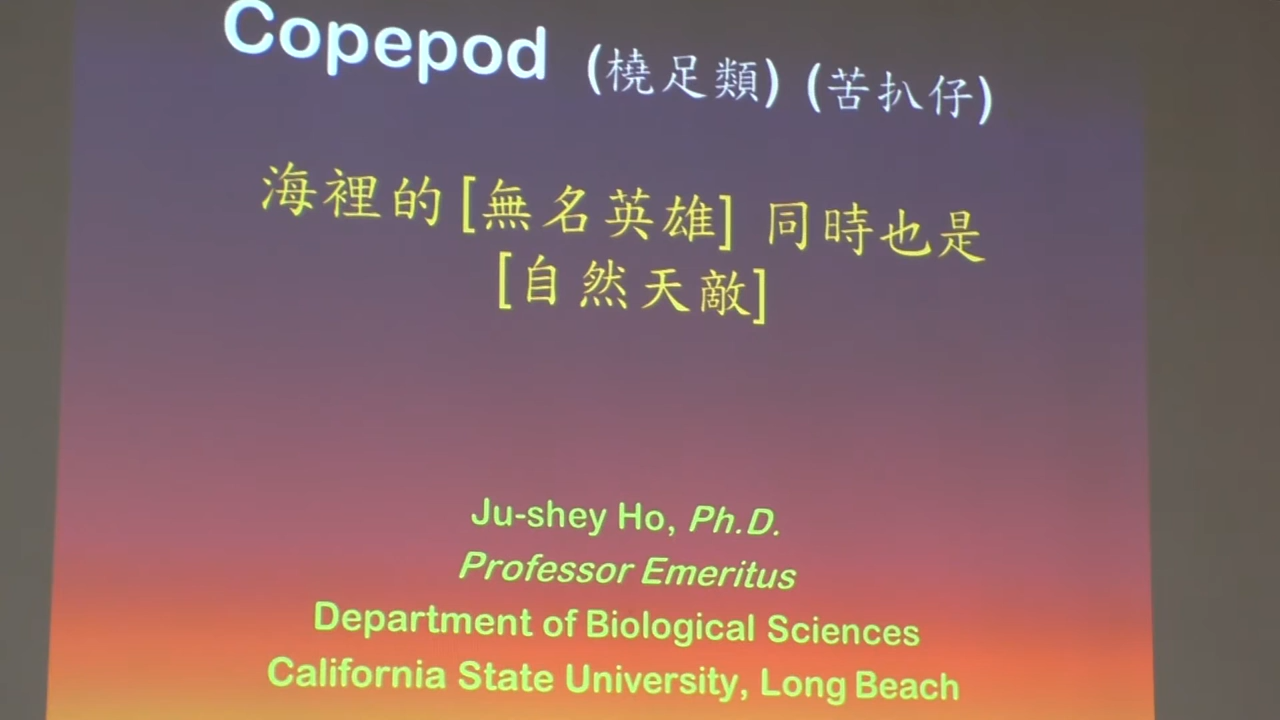 Copepod (橈足類) (苦扒仔)
海裡的 [無名英雄] 同時也是
[自然天敵]
Ju-shey Ho, Ph.D.
Professor Emeritus
Department of Biological Sciences
California State University, Long Beach